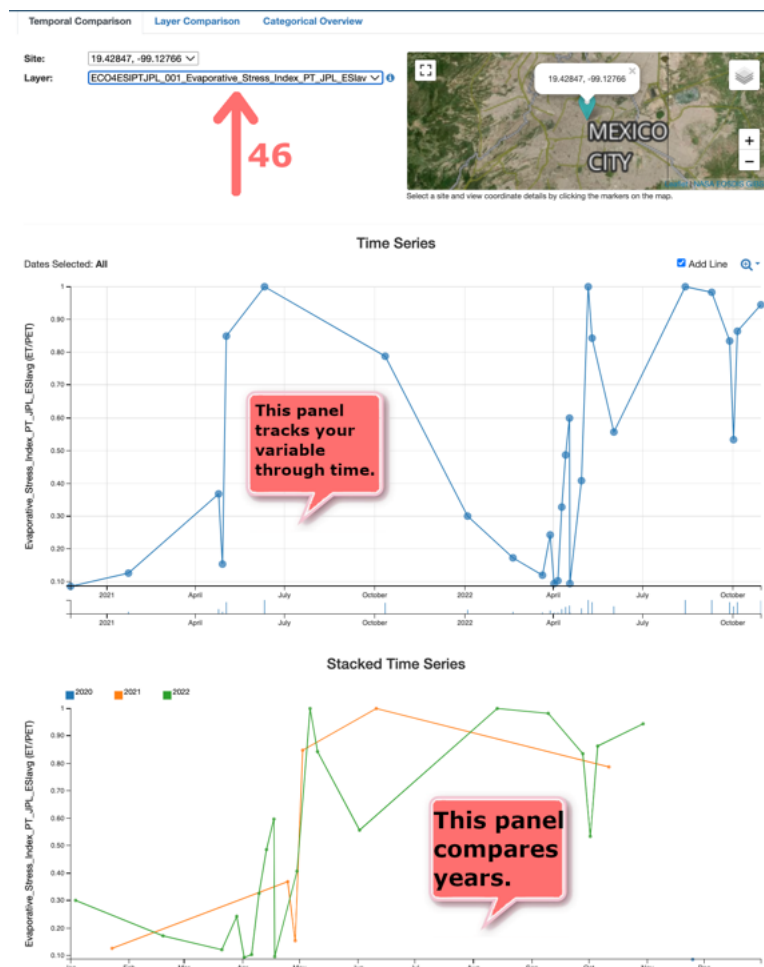 Temporal Comparison Layer Comparison Categorical Overview
Site: 19.42847, -99.12766
Layer: ECO4ESIPTJPL_001_Evaporative_Stress_Index_PT_JPL_ESIav
46
19.42847, -99.12766 ×
MEXICO
CITY
+
−
Select a site and view coordinate details by clicking the markers on the map.
Time Series
Dates Selected: All
Add Line
Evaporative_Stress_Index_PT_JPL_ESIavg (ET/PET)
1
0.90
0.80
0.70
0.60
0.50
0.40
0.30
0.20
0.10
This panel
tracks your
variable
through time.
2021 April July October 2022 April July October
2021 April July October 2022 April July October
Stacked Time Series
2020 2021 2022
Evaporative_Stress_Index_PT_JPL_ESIavg (ET/PET)
1
0.90
0.80
0.70
0.60
0.50
0.40
0.30
0.20
0.10
This panel
compares
years.